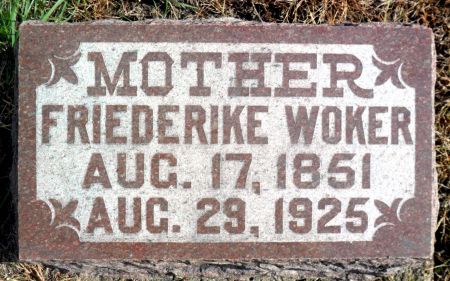 MOTHER
FRIEDERIKE WOKER
AUG. 17, 1851
AUG. 29, 1925